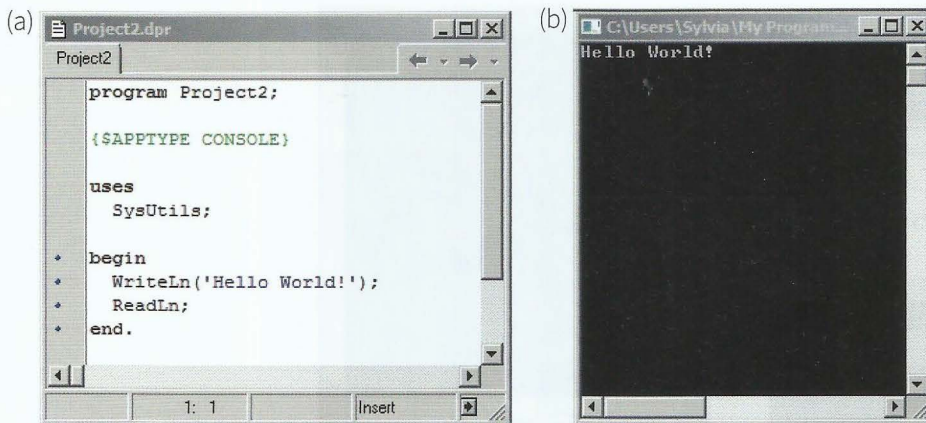 (a)
Project2.dpr
Project2
program Project2;
{$APPTYPE CONSOLE}
uses
SysUtils;
begin
WriteLn('Hello World!');
ReadLn;
end.
1: 1
Insert
(b)
C:\Users\Sylvia\My Program...
Hello World!